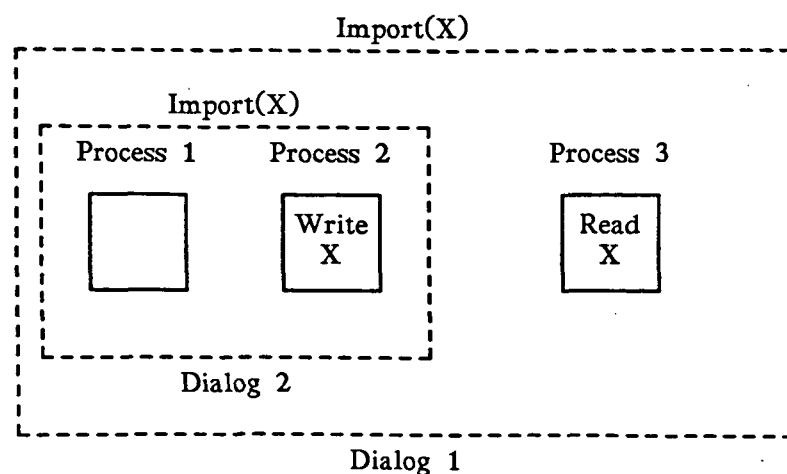 Import(X)
Import(X)
Process 1 Process 2 Process 3
Write Read
X X
Dialog 2
Dialog 1